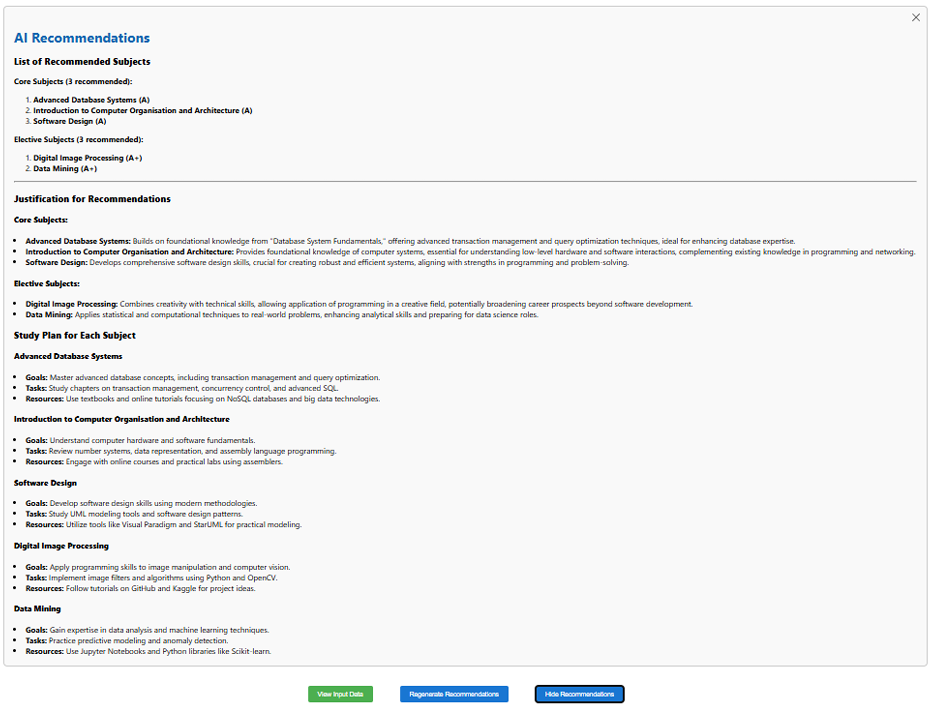 AI Recommendations
List of Recommended Subjects
Core Subjects (3 recommended):
1. Advanced Database Systems (A)
2. Introduction to Computer Organisation and Architecture (A)
3. Software Design (A)
Elective Subjects (3 recommended):
1. Digital Image Processing (A+)
2. Data Mining (A+)
Justification for Recommendations
Core Subjects:
• Advanced Database Systems: Builds on foundational knowledge from "Database System Fundamentals," offering advanced transaction management and query optimization techniques, ideal for enhancing database expertise.
• Introduction to Computer Organisation and Architecture: Provides foundational knowledge of computer systems, essential for understanding low-level hardware and software interactions, complementing existing knowledge in programming and networking.
• Software Design: Develops comprehensive software design skills, crucial for creating robust and efficient systems, aligning with strengths in programming and problem-solving.
Elective Subjects:
• Digital Image Processing: Combines creativity with technical skills, allowing application of programming in a creative field, potentially broadening career prospects beyond software development.
• Data Mining: Applies statistical and computational techniques to real-world problems, enhancing analytical skills and preparing for data science roles.
Study Plan for Each Subject
Advanced Database Systems
• Goals: Master advanced database concepts, including transaction management and query optimization.
• Tasks: Study chapters on transaction management, concurrency control, and advanced SQL.
• Resources: Use textbooks and online tutorials focusing on NoSQL databases and big data technologies.
Introduction to Computer Organisation and Architecture
• Goals: Understand computer hardware and software fundamentals.
• Tasks: Review number systems, data representation, and assembly language programming.
• Resources: Engage with online courses and practical labs using assemblers.
Software Design
• Goals: Develop software design skills using modern methodologies.
• Tasks: Study UML modeling tools and software design patterns.
• Resources: Utilize tools like Visual Paradigm and StarUML for practical modeling.
Digital Image Processing
• Goals: Apply programming skills to image manipulation and computer vision.
• Tasks: Implement image filters and algorithms using Python and OpenCV.
• Resources: Follow tutorials on GitHub and Kaggle for project ideas.
Data Mining
• Goals: Gain expertise in data analysis and machine learning techniques.
• Tasks: Practice predictive modeling and anomaly detection.
• Resources: Use Jupyter Notebooks and Python libraries like Scikit-learn.
View Input Data
Regenerate Recommendations
Hide Recommendations